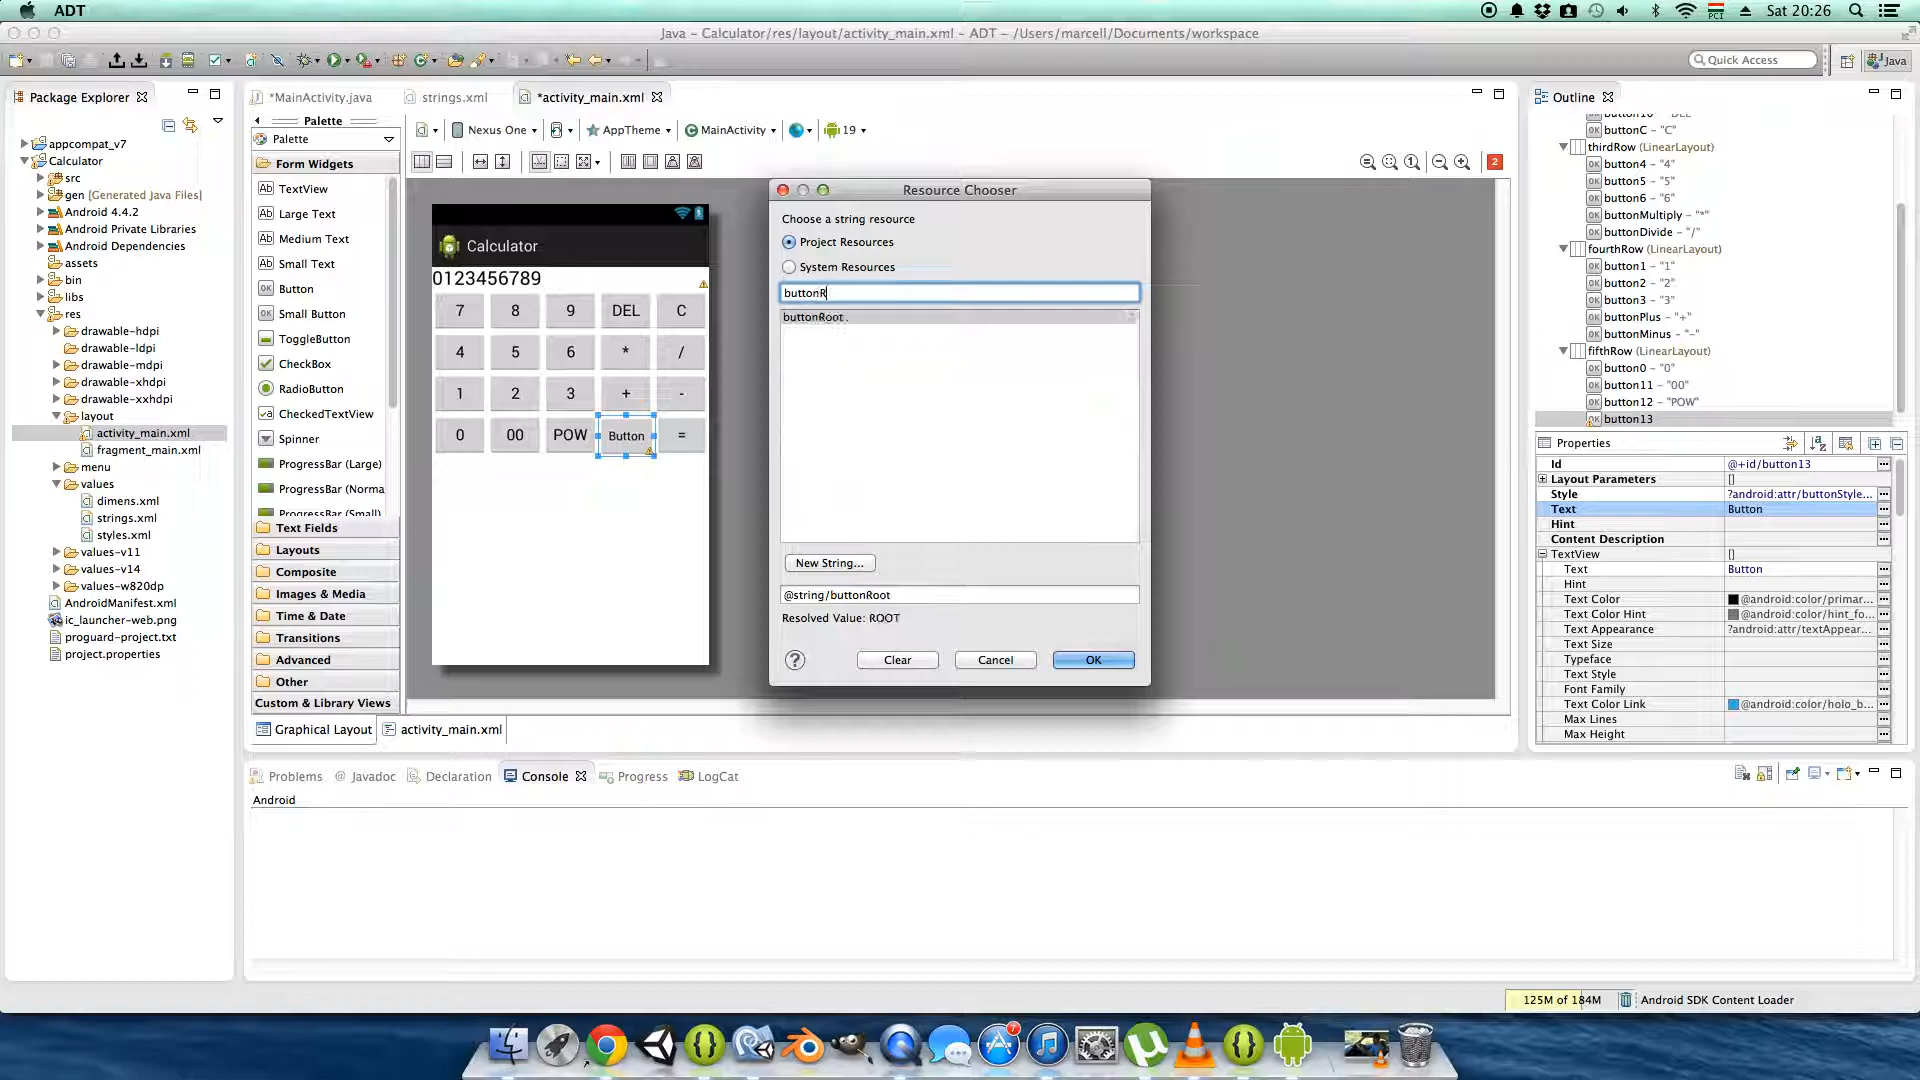 ADT
Sat 20:26
Java - Calculator/res/layout/activity_main.xml - ADT - /Users/marcell/Documents/workspace
Quick Access
Java
Package Explorer
appcompat_v7
Calculator
src
gen [Generated Java Files]
Android 4.4.2
Android Private Libraries
Android Dependencies
assets
bin
libs
res
drawable-hdpi
drawable-ldpi
drawable-mdpi
drawable-xhdpi
drawable-xxhdpi
layout
activity_main.xml
fragment_main.xml
menu
values
dimens.xml
strings.xml
styles.xml
values-v11
values-v14
values-w820dp
AndroidManifest.xml
ic_launcher-web.png
proguard-project.txt
project.properties
*MainActivity.java
strings.xml
*activity_main.xml
Palette
Palette
Form Widgets
TextView
Large Text
Medium Text
Small Text
Button
Small Button
ToggleButton
CheckBox
RadioButton
CheckedTextView
Spinner
ProgressBar (Large)
ProgressBar (Norma
ProgressBar (Small)
Text Fields
Layouts
Composite
Images & Media
Time & Date
Transitions
Advanced
Other
Custom & Library Views
Graphical Layout
activity_main.xml
Nexus One
AppTheme
MainActivity
19
2
Calculator
0123456789
7 8 9 DEL C
4 5 6 * /
1 2 3 + -
0 00 POW Button =
Resource Chooser
Choose a string resource
Project Resources
System Resources
buttonR
buttonRoot
New String...
@string/buttonRoot
Resolved Value: ROOT
Clear
Cancel
OK
Outline
buttonC - "C"
thirdRow (LinearLayout)
button4 - "4"
button5 - "5"
button6 - "6"
buttonMultiply - "*"
buttonDivide - "/"
fourthRow (LinearLayout)
button1 - "1"
button2 - "2"
button3 - "3"
buttonPlus - "+"
buttonMinus - "-"
fifthRow (LinearLayout)
button0 - "0"
button11 - "00"
button12 - "POW"
button13
Properties
Id @+id/button13
Layout Parameters []
Style ?android:attr/buttonStyle...
Text Button
Hint
Content Description
TextView []
Text Button
Hint
Text Color @android:color/primar...
Text Color Hint @android:color/hint_fo...
Text Appearance ?android:attr/textAppear...
Text Size
Typeface
Text Style
Font Family
Text Color Link @android:color/holo_b...
Max Lines
Max Height
Problems
Javadoc
Declaration
Console
Progress
LogCat
Android
125M of 184M
Android SDK Content Loader
7